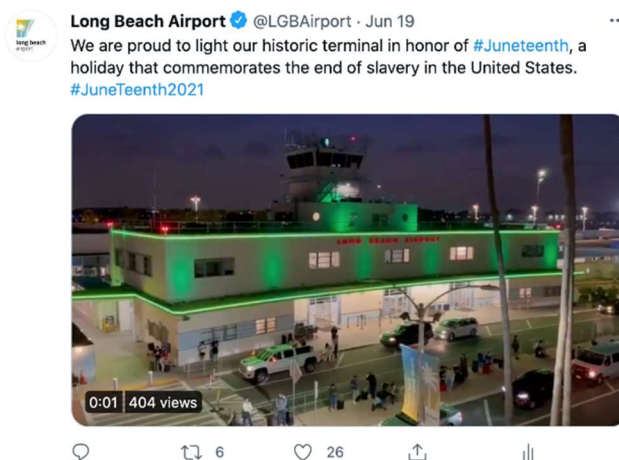 Long Beach Airport @LGBAirport · Jun 19
long beach
airport
We are proud to light our historic terminal in honor of #Juneteenth, a
holiday that commemorates the end of slavery in the United States.
#JuneTeenth2021
LONG BEACH AIRPORT
0:01 404 views
6 26